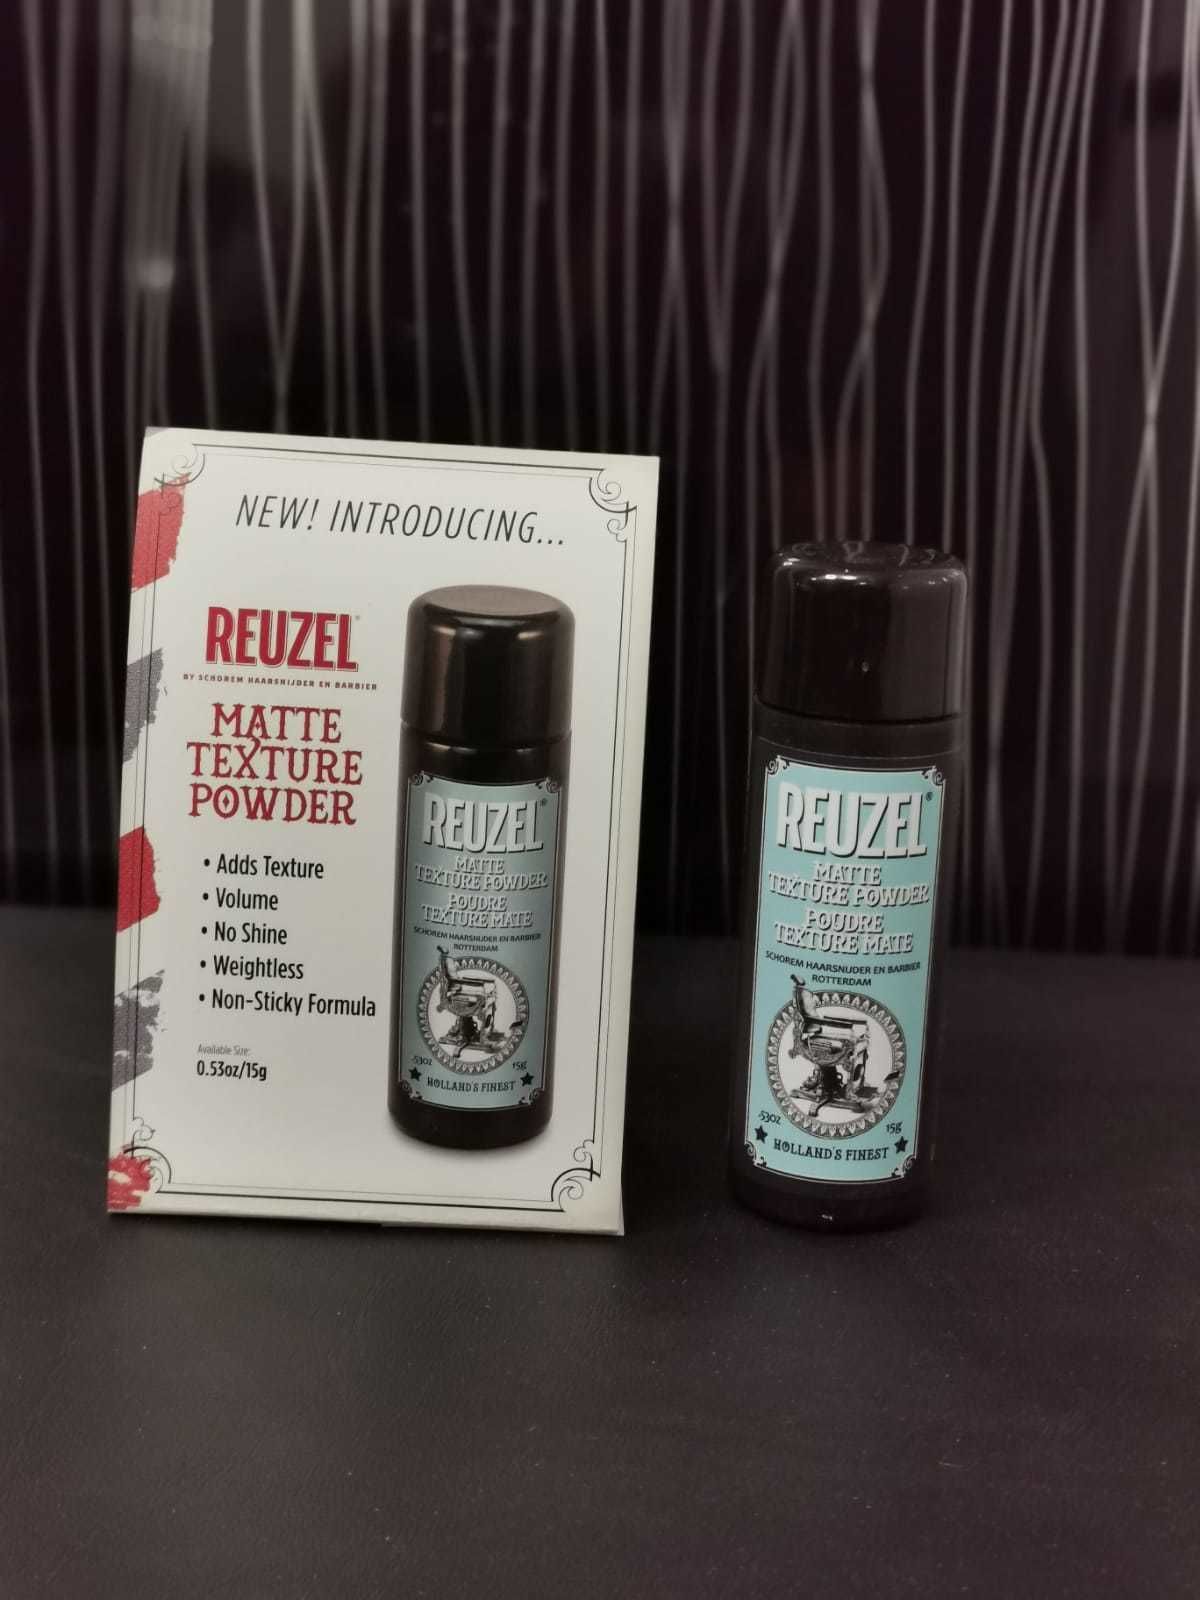 NEW! INTRODUCING...
REUZEL®
BY SCHOREM HAARSNIJDER EN BARBIER
MATTE
TEXTURE
POWDER
• Adds Texture
• Volume
• No Shine
• Weightless
• Non-Sticky Formula
Available Size:
0.53oz/15g
REUZEL®
MATTE
TEXTURE POWDER
POUDRE
TEXTURE MATE
SCHOREM HAARSNIJDER EN BARBIER
ROTTERDAM
.53oz 15g
HOLLAND'S FINEST
REUZEL®
MATTE
TEXTURE POWDER
POUDRE
TEXTURE MATE
SCHOREM HAARSNIJDER EN BARBIER
ROTTERDAM
.53oz 15g
HOLLAND'S FINEST